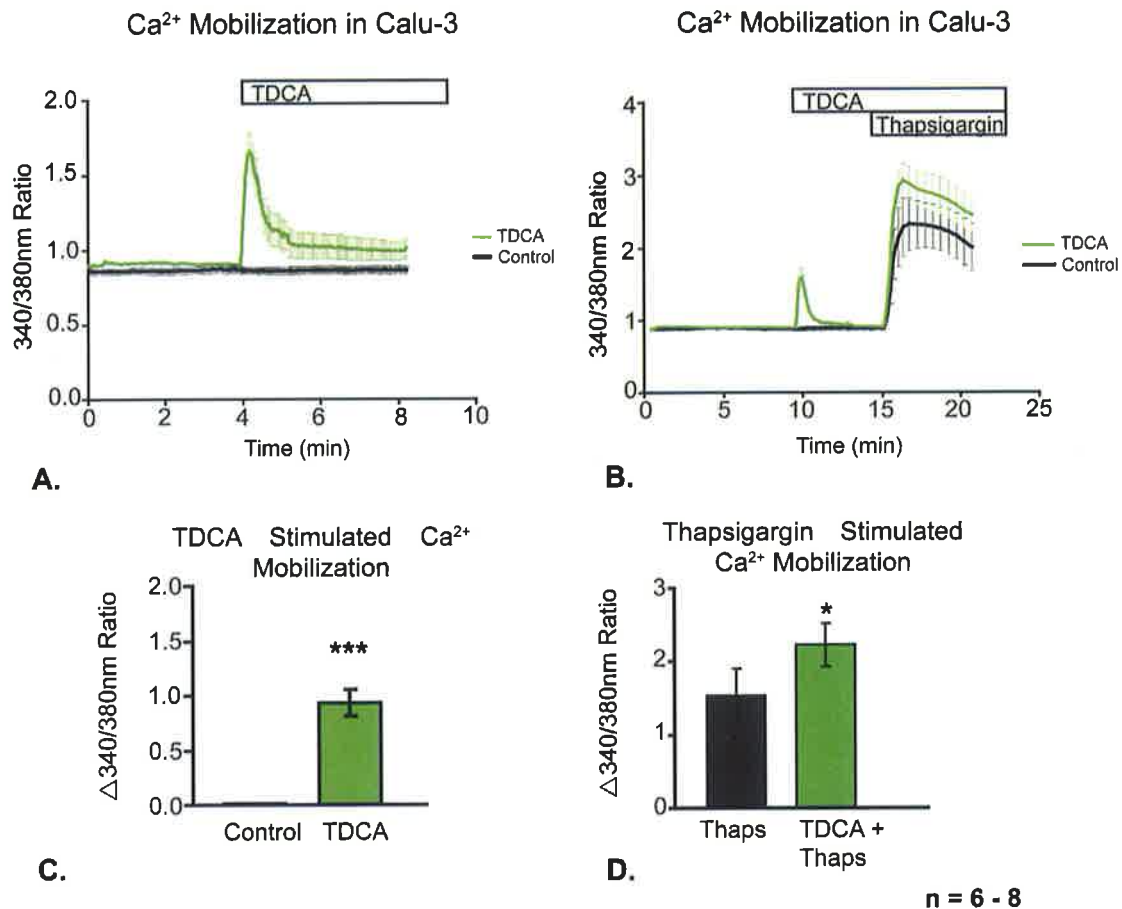 Ca²⁺ Mobilization in Calu-3
TDCA
2.0
1.5
1.0
0.5
0.0
340/380nm Ratio
0 2 4 6 8 10
Time (min)
TDCA
Control
A.
Ca²⁺ Mobilization in Calu-3
TDCA
Thapsigargin
4
3
2
1
0
340/380nm Ratio
0 5 10 15 20 25
Time (min)
TDCA
Control
B.
TDCA Stimulated Ca²⁺
Mobilization
2.0
1.5
1.0
0.5
0.0
△340/380nm Ratio
***
Control TDCA
C.
Thapsigargin Stimulated
Ca²⁺ Mobilization
3
2
1
0
△340/380nm Ratio
*
Thaps TDCA +
Thaps
D.
n = 6 - 8